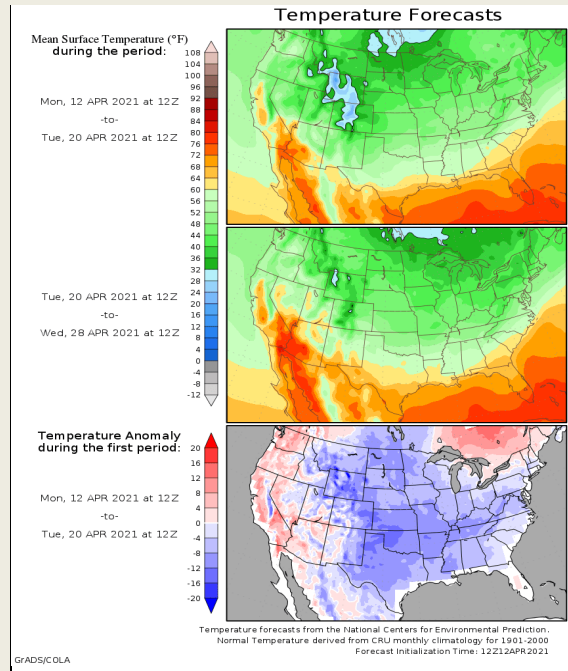 Temperature Forecasts
Mean Surface Temperature (°F)
during the period:
Mon, 12 APR 2021 at 12Z
-to-
Tue, 20 APR 2021 at 12Z
108
104
100
96
92
88
84
80
76
72
68
64
60
56
52
48
44
40
36
32
28
24
20
16
12
8
4
0
-4
-8
-12
Tue, 20 APR 2021 at 12Z
-to-
Wed, 28 APR 2021 at 12Z
Temperature Anomaly
during the first period:
Mon, 12 APR 2021 at 12Z
-to-
Tue, 20 APR 2021 at 12Z
20
16
12
8
4
0
-4
-8
-12
-16
-20
Temperature forecasts from the National Centers for Environmental Prediction.
Normal Temperature derived from CRU monthly climatology for 1901-2000
Forecast Initialization Time: 12Z12APR2021
GrADS/COLA